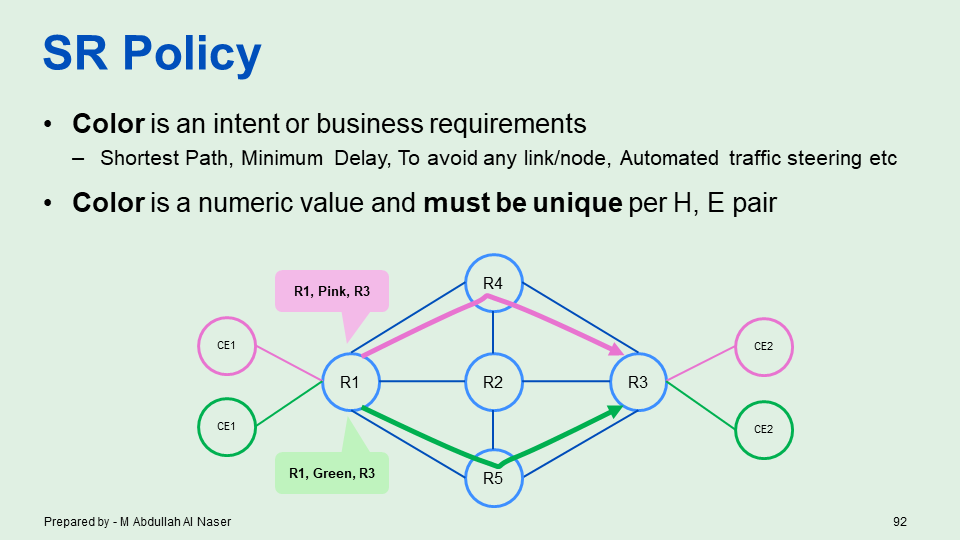 SR Policy
• Color is an intent or business requirements
– Shortest Path, Minimum Delay, To avoid any link/node, Automated traffic steering etc
• Color is a numeric value and must be unique per H, E pair
R4
R1, Pink, R3
CE1
CE2
R1
R2
R3
CE1
CE2
R1, Green, R3
R5
Prepared by - M Abdullah Al Naser
92